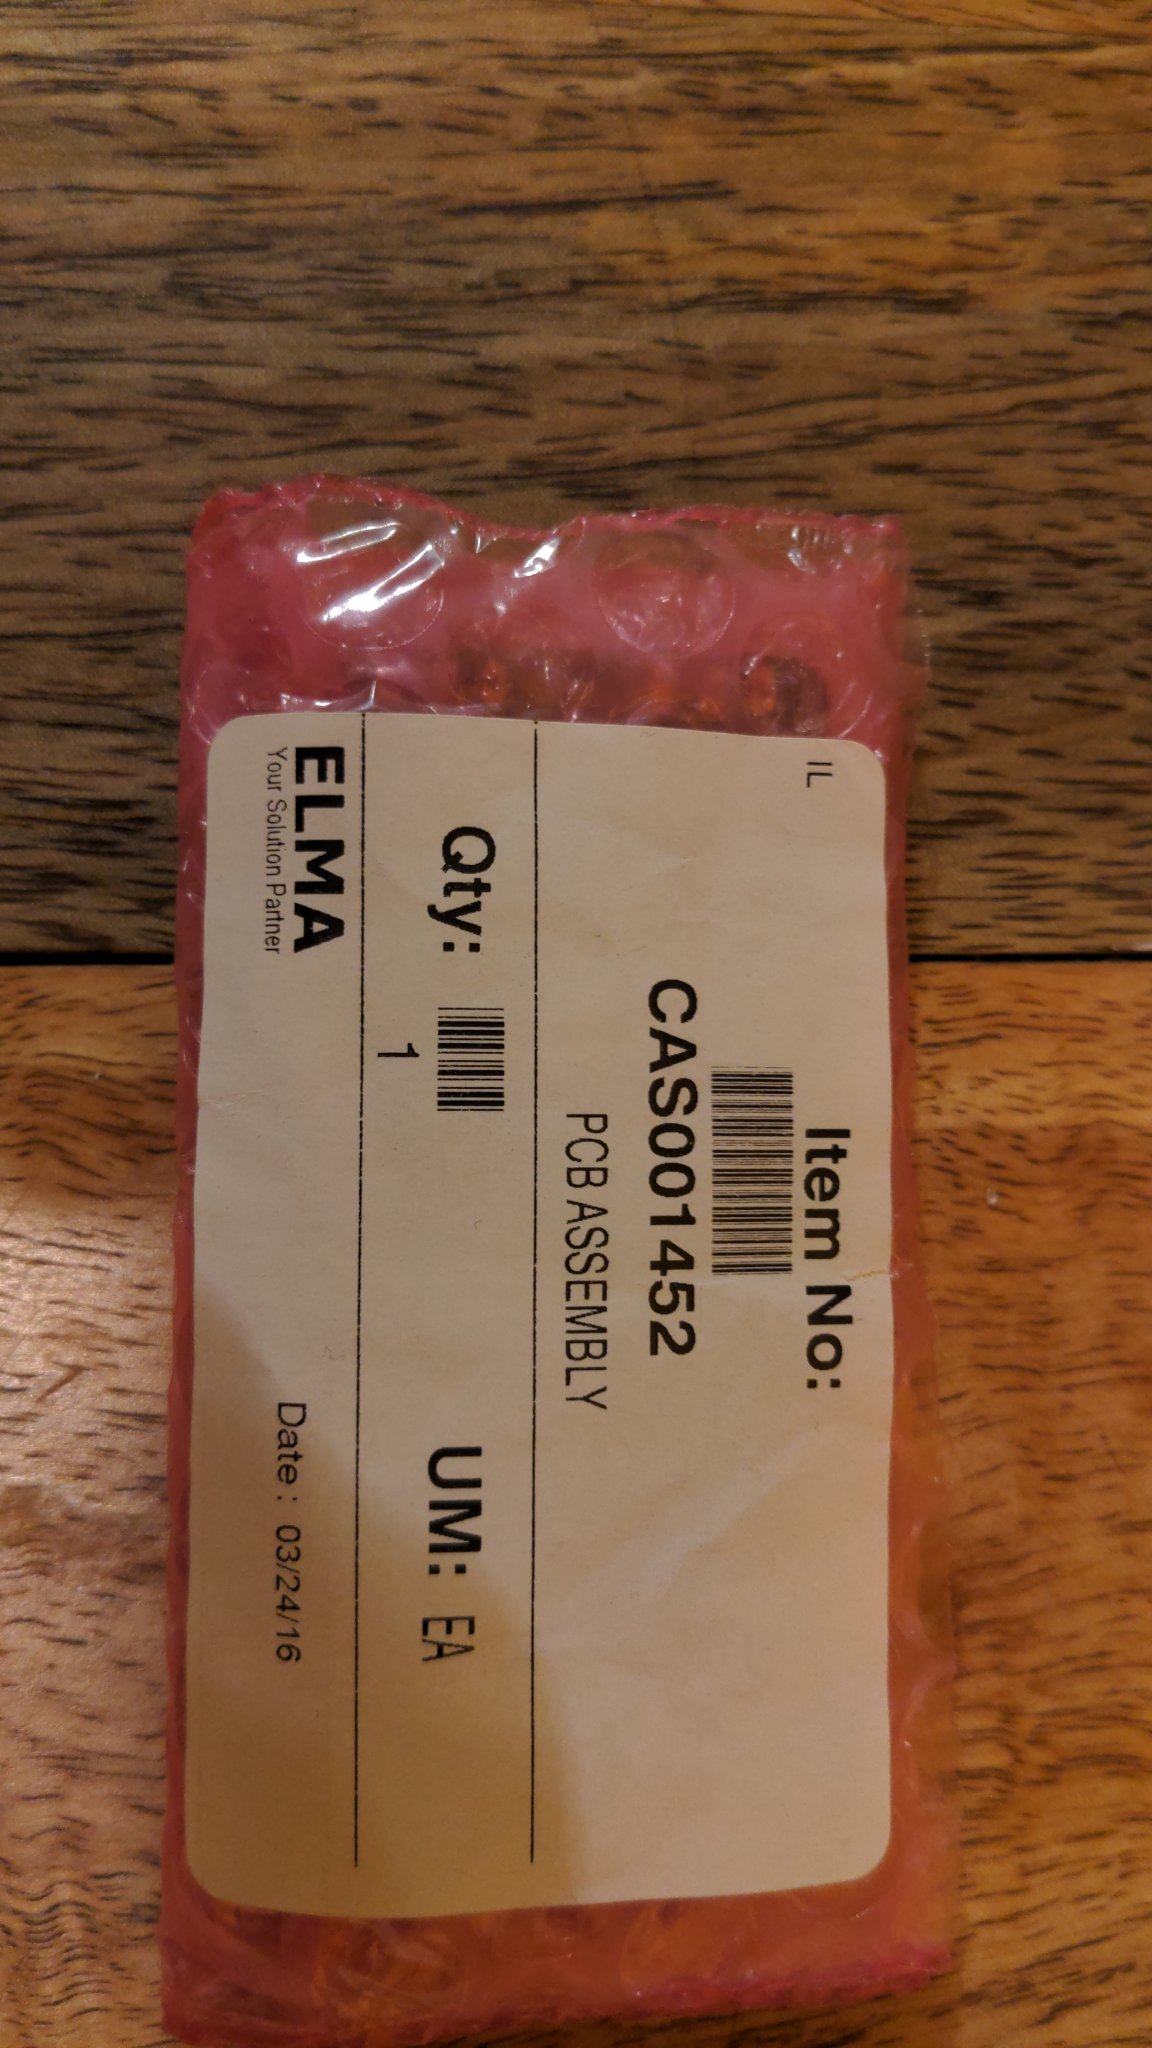 IL
Item No:
CAS001452
PCB ASSEMBLY
Qty:
1
UM: EA
ELMA
Your Solution Partner
Date : 03/24/16